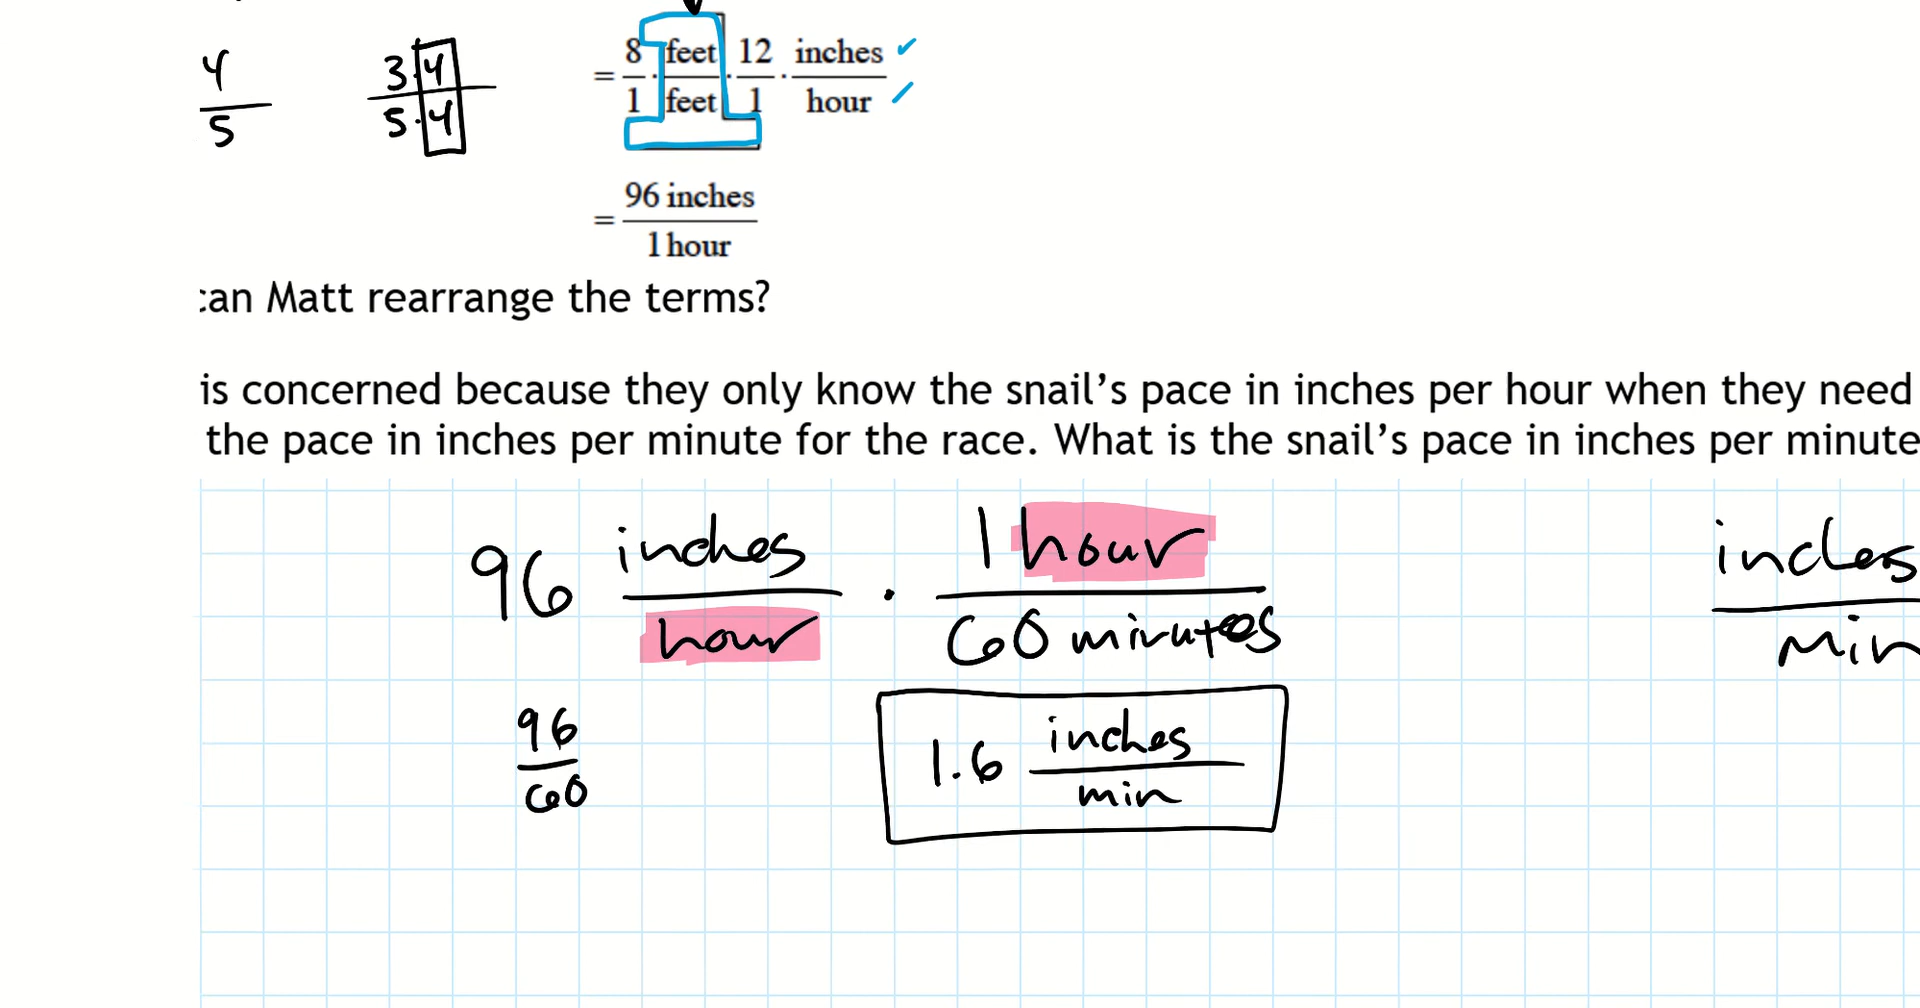 4/5 3·4/5·4 = 8/1 · feet/feet · 12/1 · inches/hour
= 96 inches/1 hour
can Matt rearrange the terms?
is concerned because they only know the snail’s pace in inches per hour when they need
the pace in inches per minute for the race. What is the snail’s pace in inches per minute
96 inches/hour · 1 hour/60 minutes inches/min
96/60 1.6 inches/min